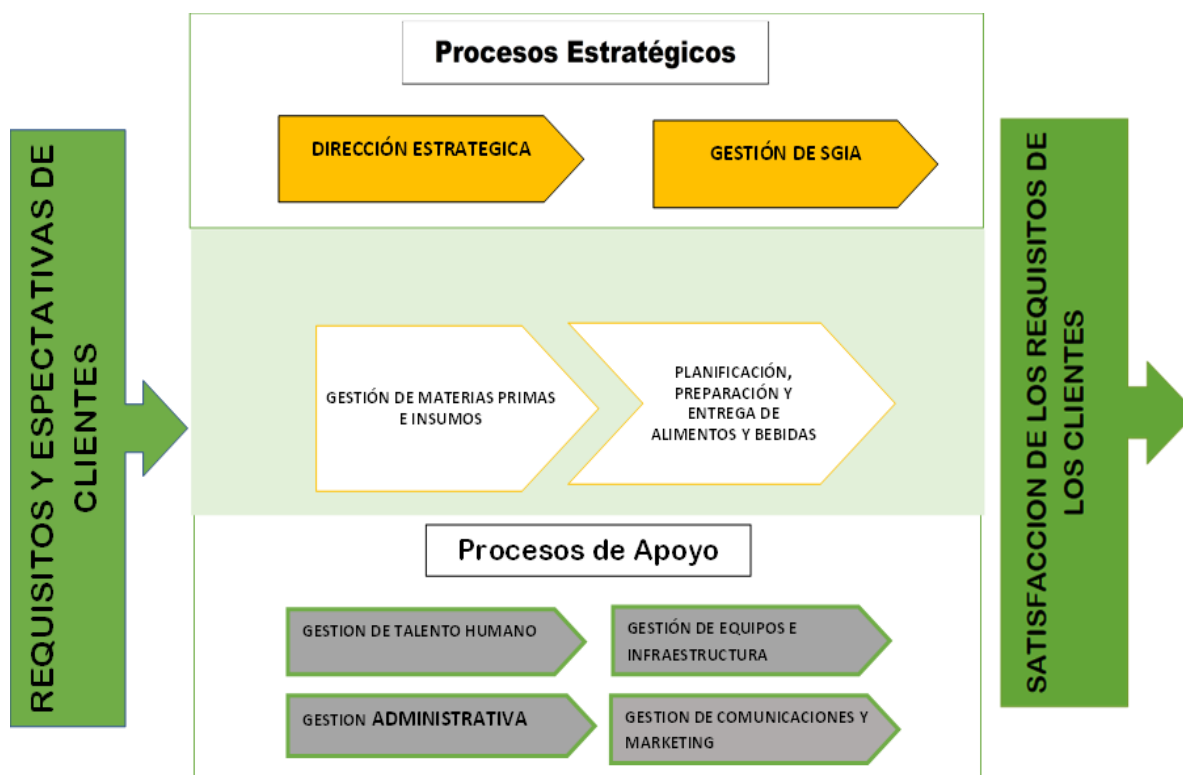 Procesos Estratégicos
DIRECCIÓN ESTRATEGICA
GESTIÓN DE SGIA
REQUISITOS Y ESPECTATIVAS DE
CLIENTES
GESTIÓN DE MATERIAS PRIMAS
E INSUMOS
PLANIFICACIÓN,
PREPARACIÓN Y
ENTREGA DE
ALIMENTOS Y BEBIDAS
SATISFACCION DE LOS REQUISITOS DE
LOS CLIENTES
Procesos de Apoyo
GESTION DE TALENTO HUMANO
GESTIÓN DE EQUIPOS E
INFRAESTRUCTURA
GESTION ADMINISTRATIVA
GESTION DE COMUNICACIONES Y
MARKETING